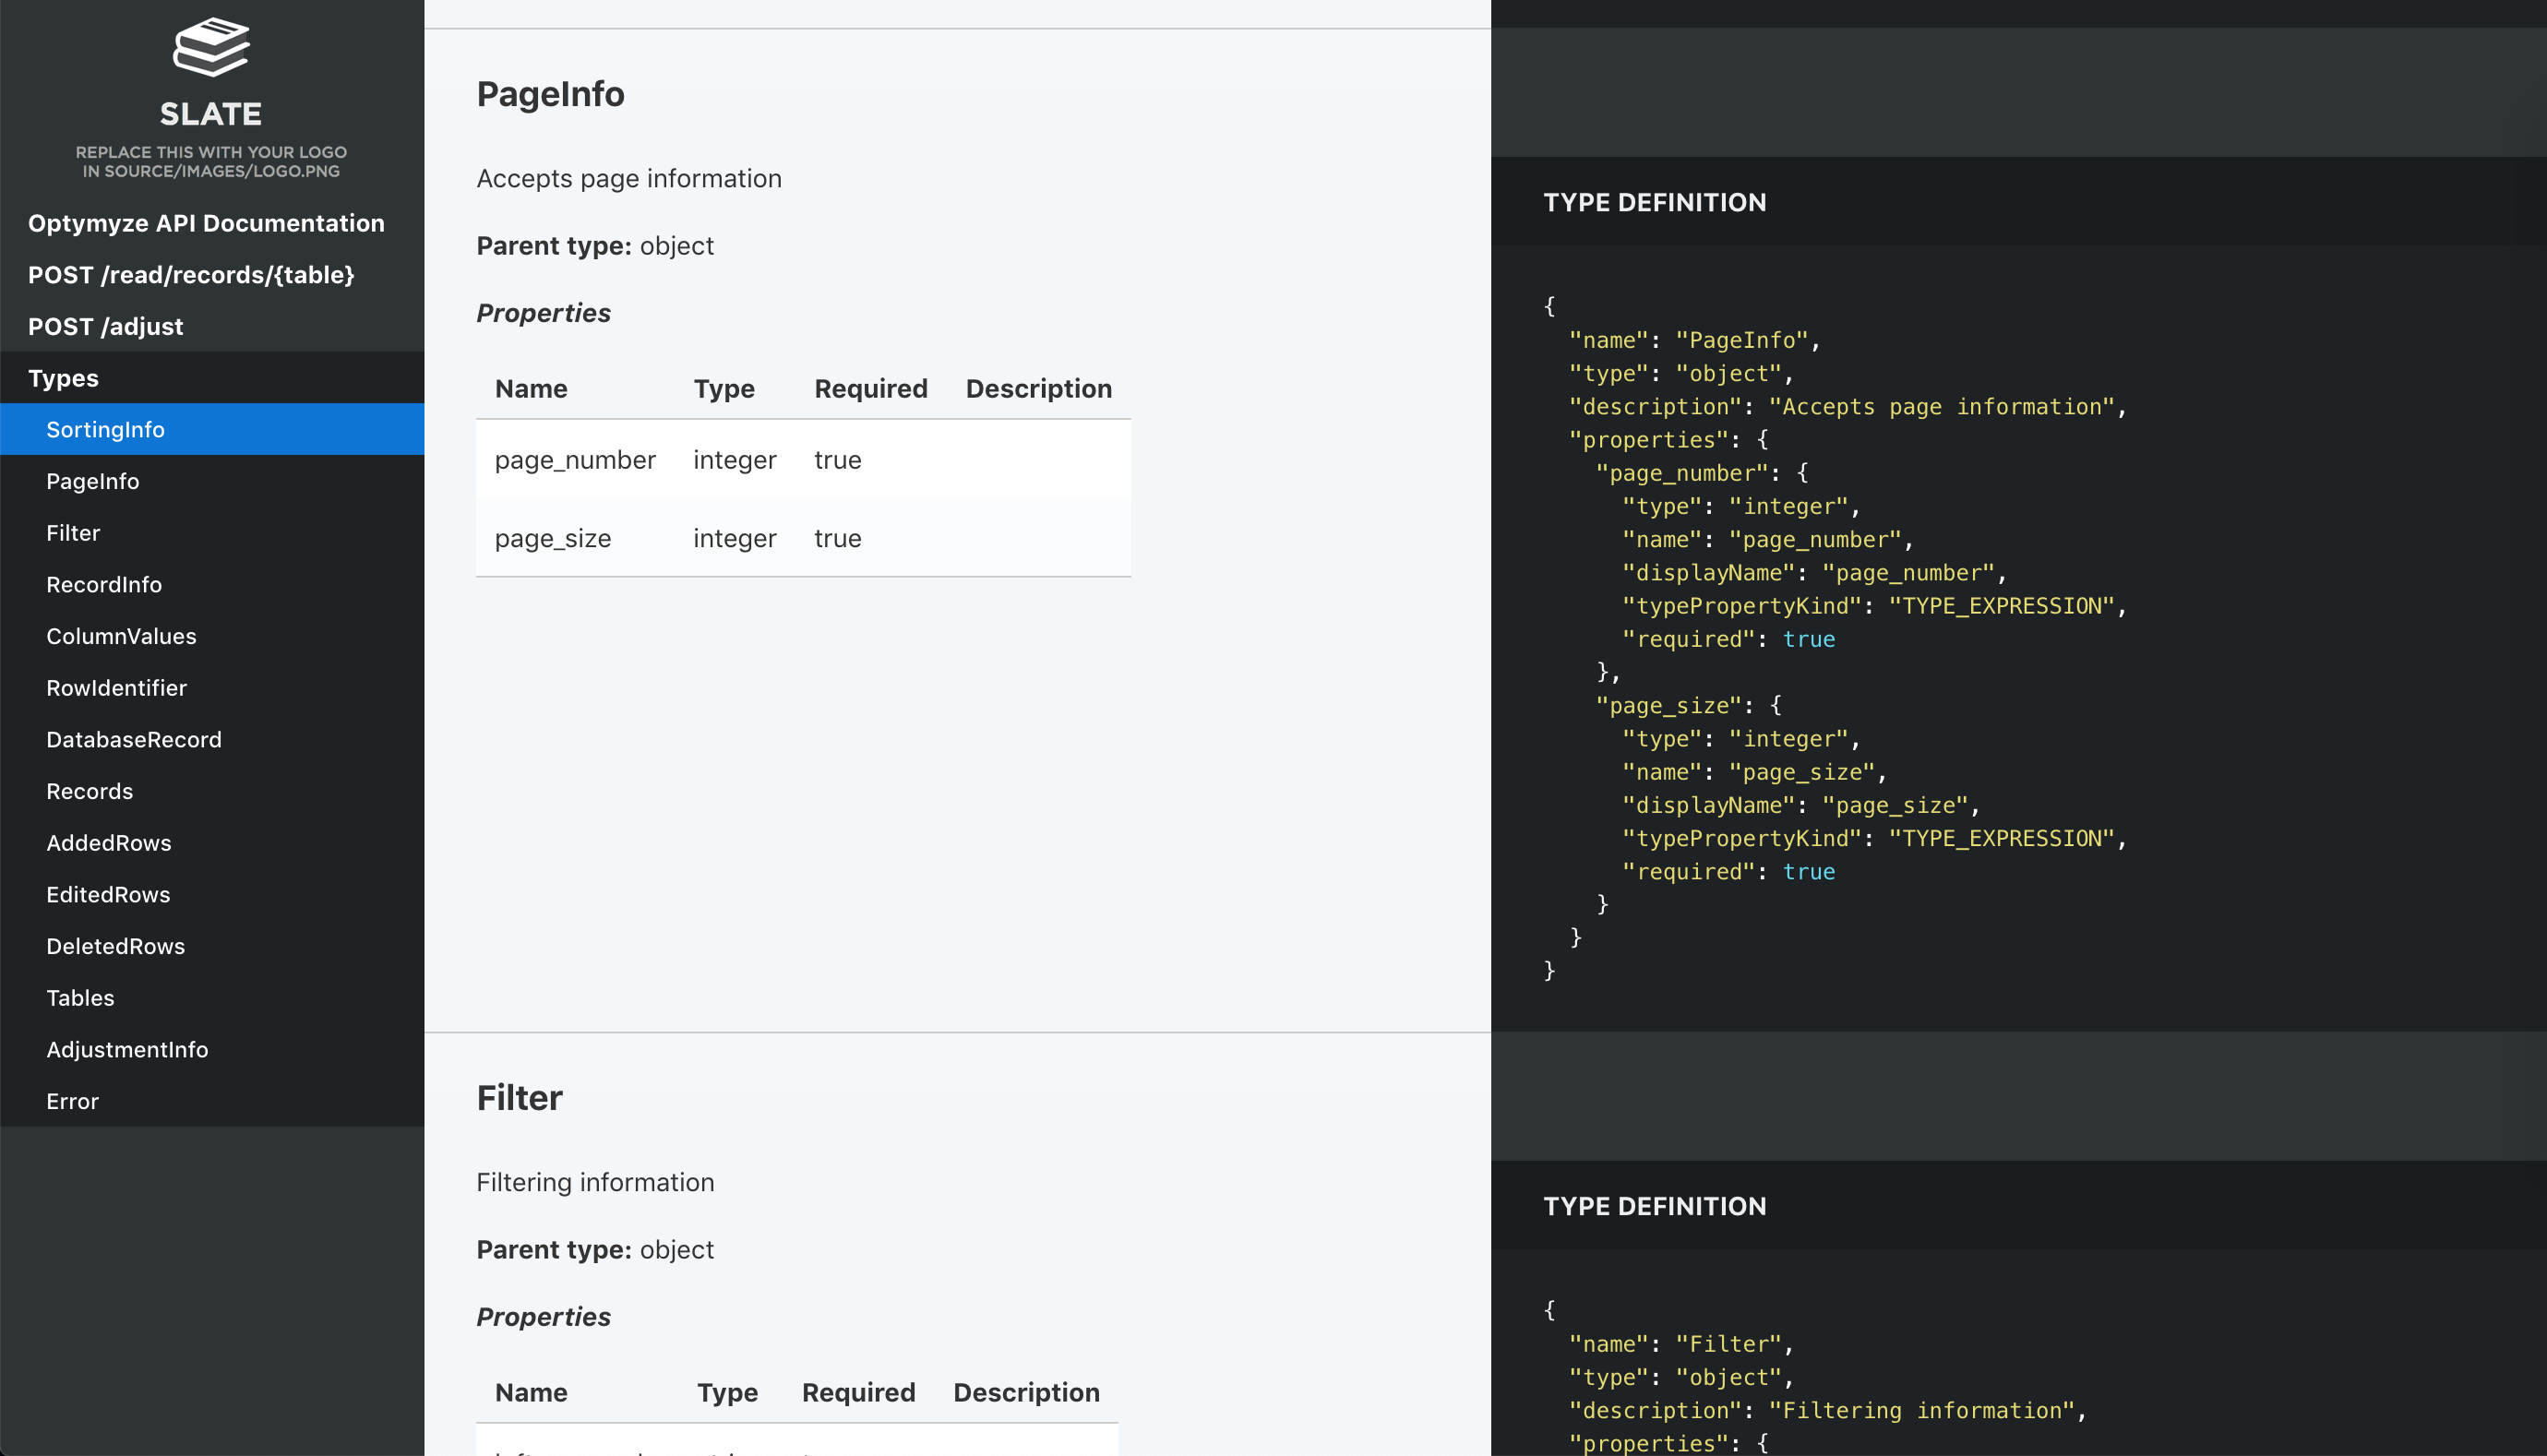 SLATE
REPLACE THIS WITH YOUR LOGO
IN SOURCE/IMAGES/LOGO.PNG
Optymyze API Documentation
POST /read/records/{table}
POST /adjust
Types
SortingInfo
PageInfo
Filter
RecordInfo
ColumnValues
RowIdentifier
DatabaseRecord
Records
AddedRows
EditedRows
DeletedRows
Tables
AdjustmentInfo
Error
PageInfo
Accepts page information
Parent type: object
Properties
Name Type Required Description
page_number integer true
page_size integer true
Filter
Filtering information
Parent type: object
Properties
Name Type Required Description
TYPE DEFINITION
{
  "name": "PageInfo",
  "type": "object",
  "description": "Accepts page information",
  "properties": {
    "page_number": {
      "type": "integer",
      "name": "page_number",
      "displayName": "page_number",
      "typePropertyKind": "TYPE_EXPRESSION",
      "required": true
    },
    "page_size": {
      "type": "integer",
      "name": "page_size",
      "displayName": "page_size",
      "typePropertyKind": "TYPE_EXPRESSION",
      "required": true
    }
  }
}
TYPE DEFINITION
{
  "name": "Filter",
  "type": "object",
  "description": "Filtering information",
  "properties": {